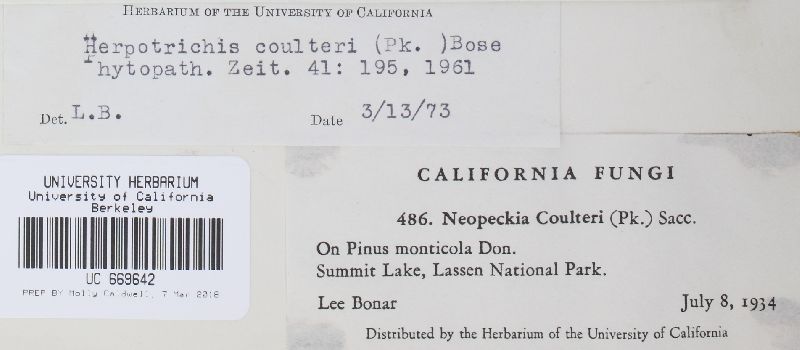 HERBARIUM OF THE UNIVERSITY OF CALIFORNIA
Herpotrichis coulteri (Pk. )Bose
Phytopath. Zeit. 41: 195, 1961
Det. L.B. Date 3/13/73
UNIVERSITY HERBARIUM
University of California
Berkeley
UC 669642
PREP BY Molly Caldwell, 7 Mar 2018
CALIFORNIA FUNGI
486. Neopeckia Coulteri (Pk.) Sacc.
On Pinus monticola Don.
Summit Lake, Lassen National Park.
Lee Bonar July 8, 1934
Distributed by the Herbarium of the University of California